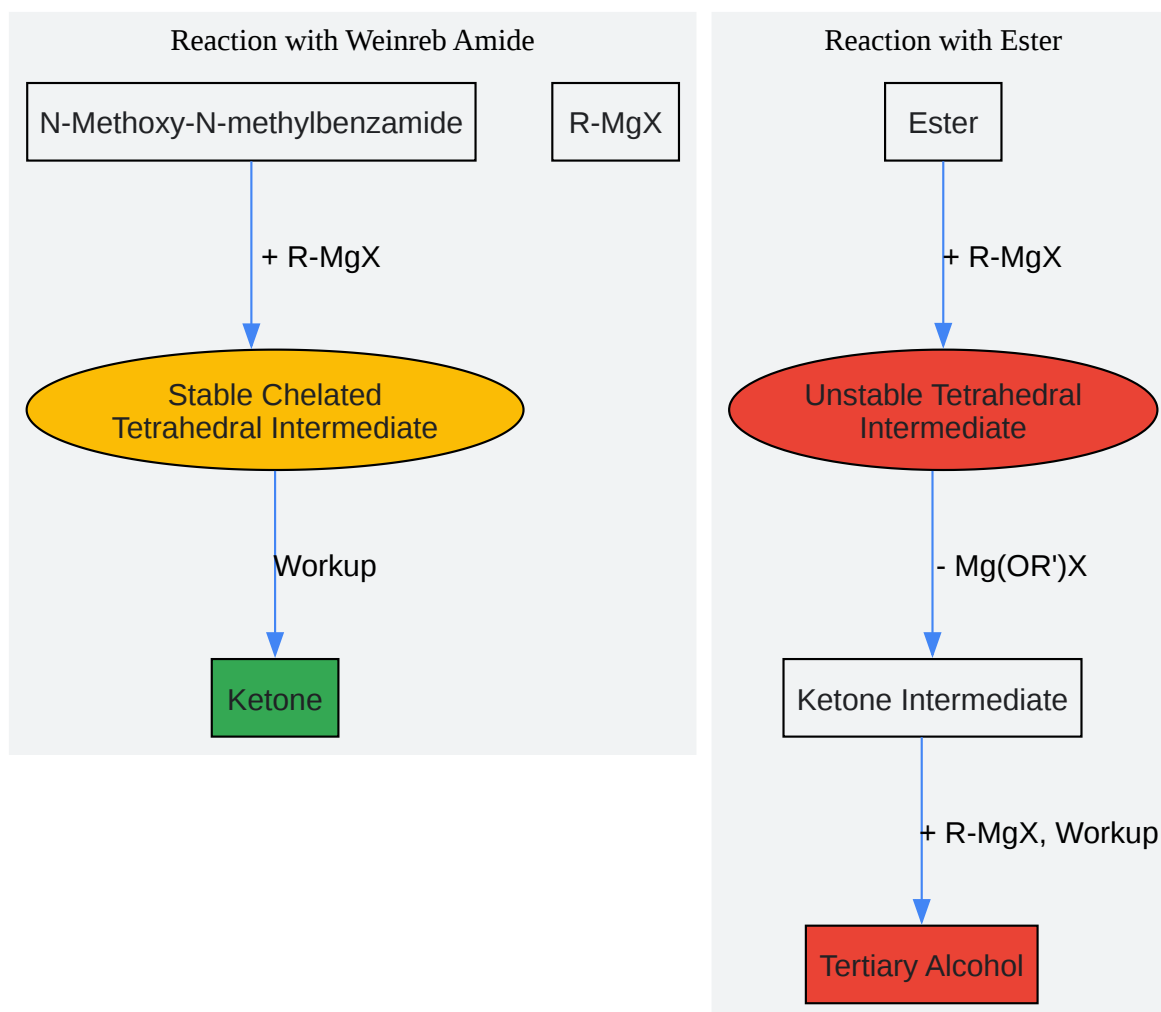 Reaction with Weinreb Amide
N-Methoxy-N-methylbenzamide
R-MgX
+ R-MgX
Stable Chelated
Tetrahedral Intermediate
Workup
Ketone
Reaction with Ester
Ester
+ R-MgX
Unstable Tetrahedral
Intermediate
- Mg(OR')X
Ketone Intermediate
+ R-MgX, Workup
Tertiary Alcohol